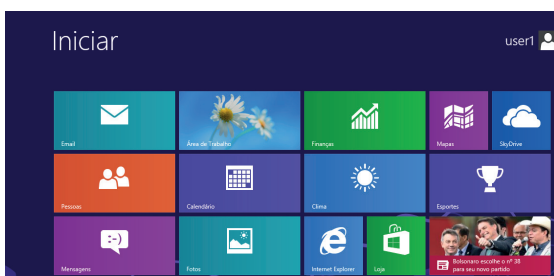 Iniciar
user1
Email
Área de Trabalho
Finanças
Mapas
SkyDrive
Pessoas
Calendário
Clima
Esportes
Mensagens
Fotos
Internet Explorer
Loja
Bolsonaro escolhe o nº 38
para seu novo partido